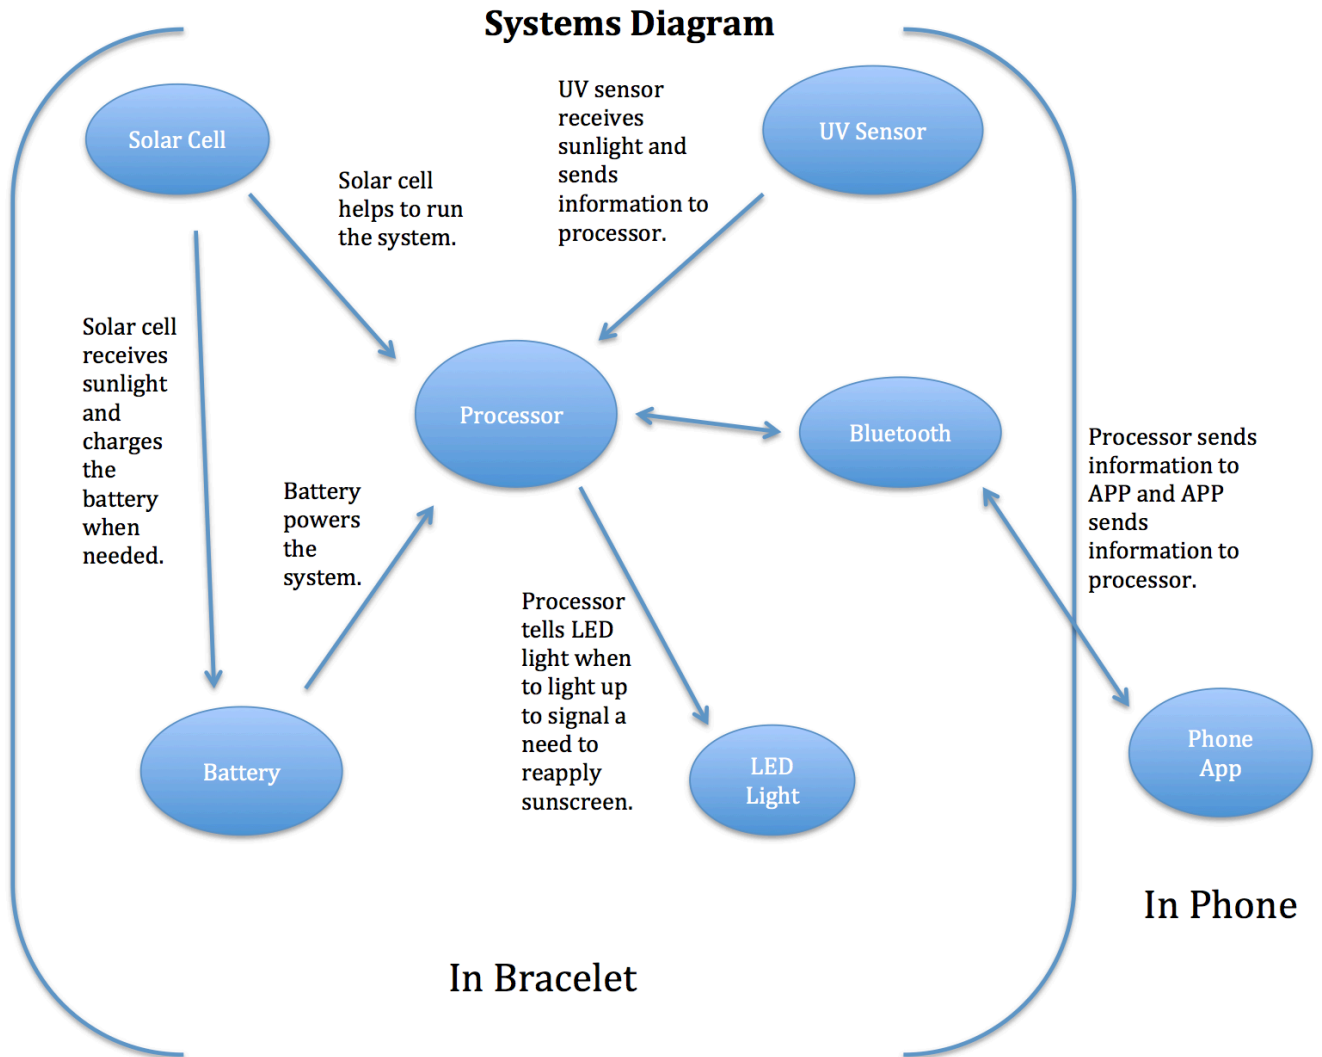 Systems Diagram
Solar Cell
UV sensor
receives
sunlight and
sends
information to
processor.
UV Sensor
Solar cell
helps to run
the system.
Solar cell
receives
sunlight
and
charges
the
battery
when
needed.
Processor
Bluetooth
Processor sends
information to
APP and APP
sends
information to
processor.
Battery
powers
the
system.
Processor
tells LED
light when
to light up
to signal a
need to
reapply
sunscreen.
Battery
LED
Light
Phone
App
In Phone
In Bracelet